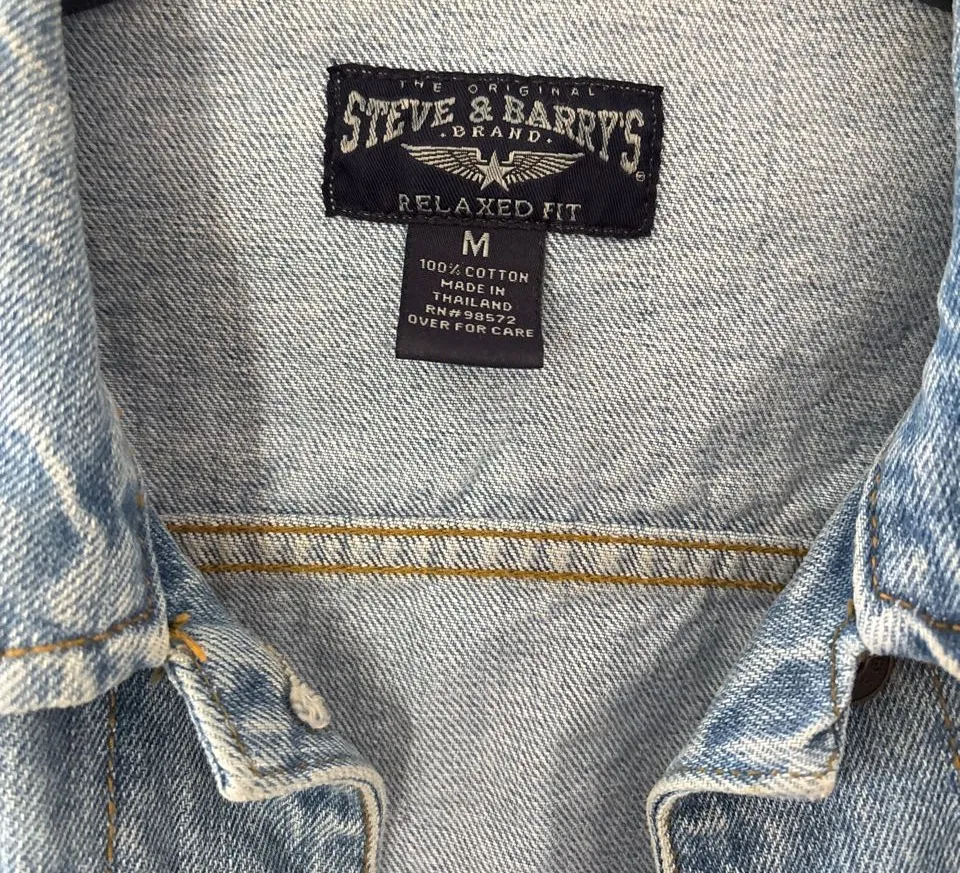 THE ORIGINAL
STEVE & BARRY'S®
·BRAND·
RELAXED FIT
M
100% COTTON
MADE IN
THAILAND
RN#98572
OVER FOR CARE